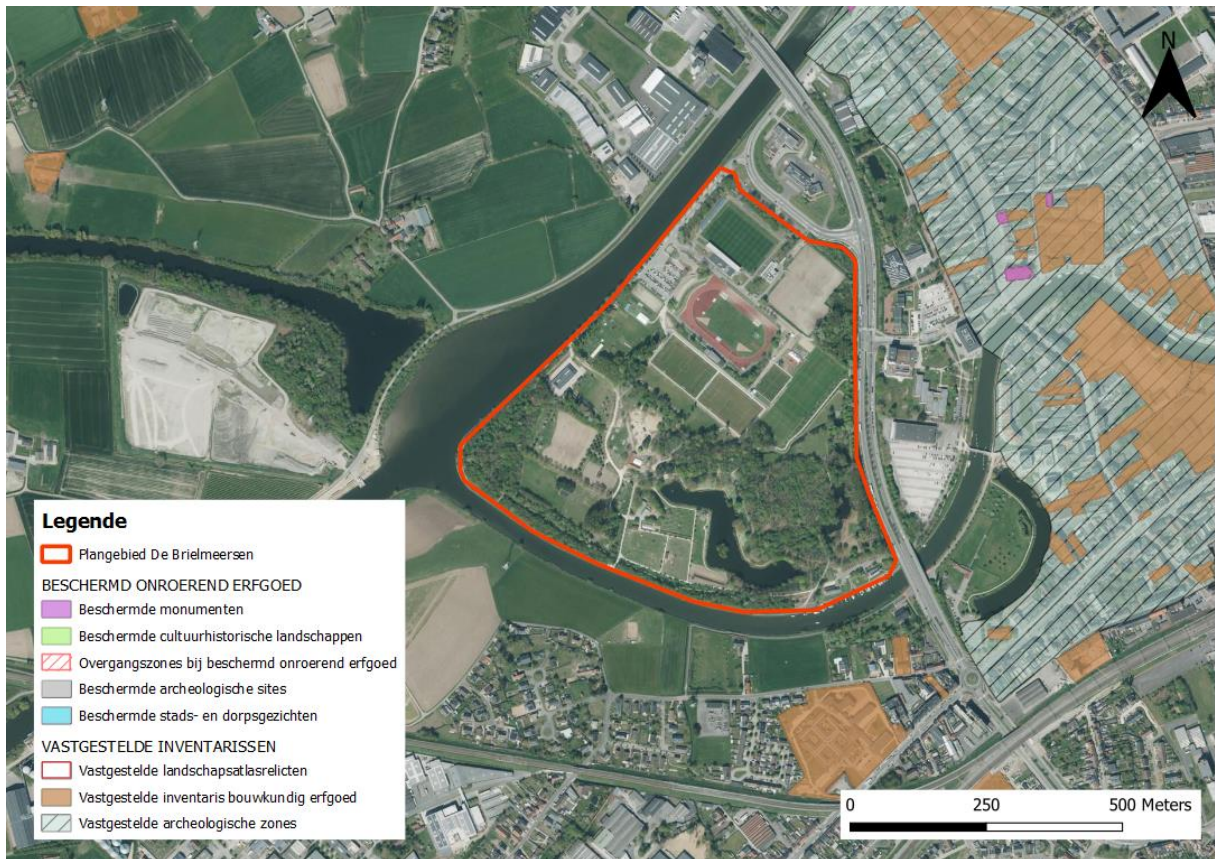 N
Legende
Plangebied De Brielmeersen
BESCHERMD ONROEREND ERFGOED
Beschermde monumenten
Beschermde cultuurhistorische landschappen
Overgangszones bij beschermd onroerend erfgoed
Beschermde archeologische sites
Beschermde stads- en dorpsgezichten
VASTGESTELDE INVENTARISSEN
Vastgestelde landschapsatlasrelicten
Vastgestelde inventaris bouwkundig erfgoed
Vastgestelde archeologische zones
0 250 500 Meters